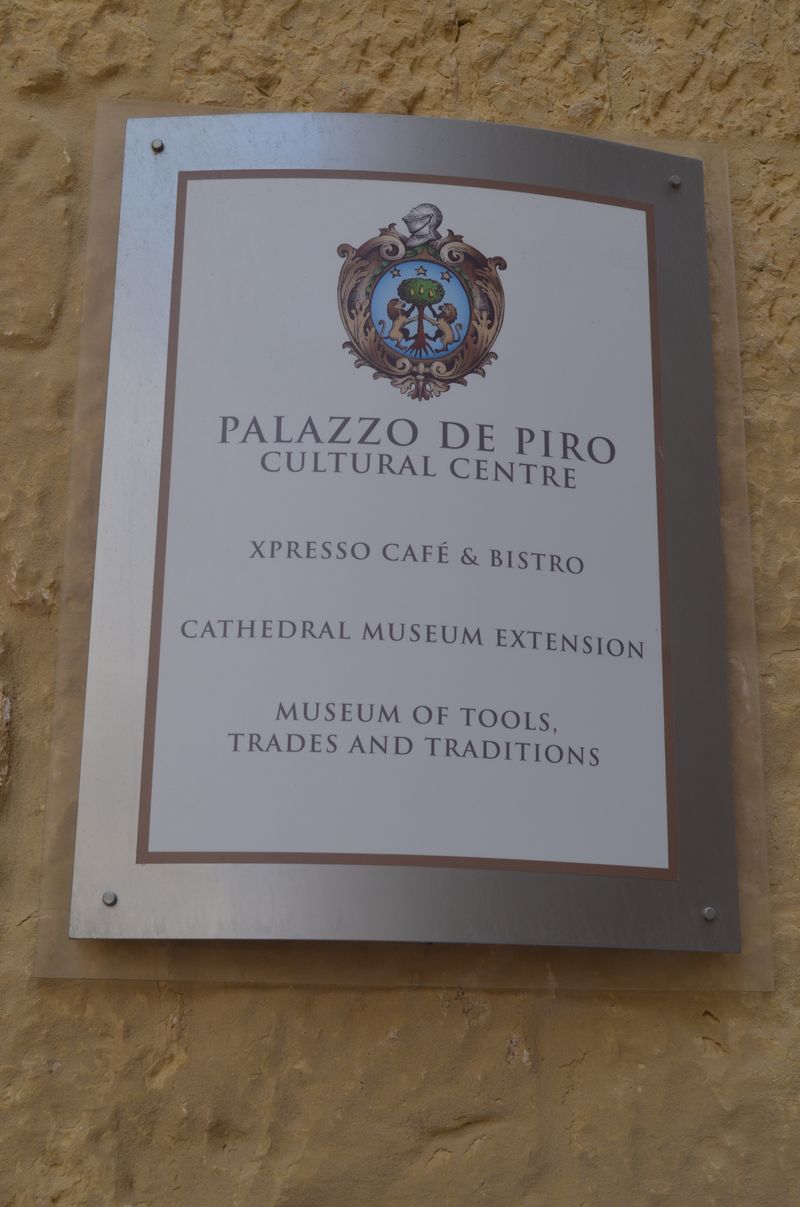 PALAZZO DE PIRO
CULTURAL CENTRE
XPRESSO CAFÉ & BISTRO
CATHEDRAL MUSEUM EXTENSION
MUSEUM OF TOOLS,
TRADES AND TRADITIONS